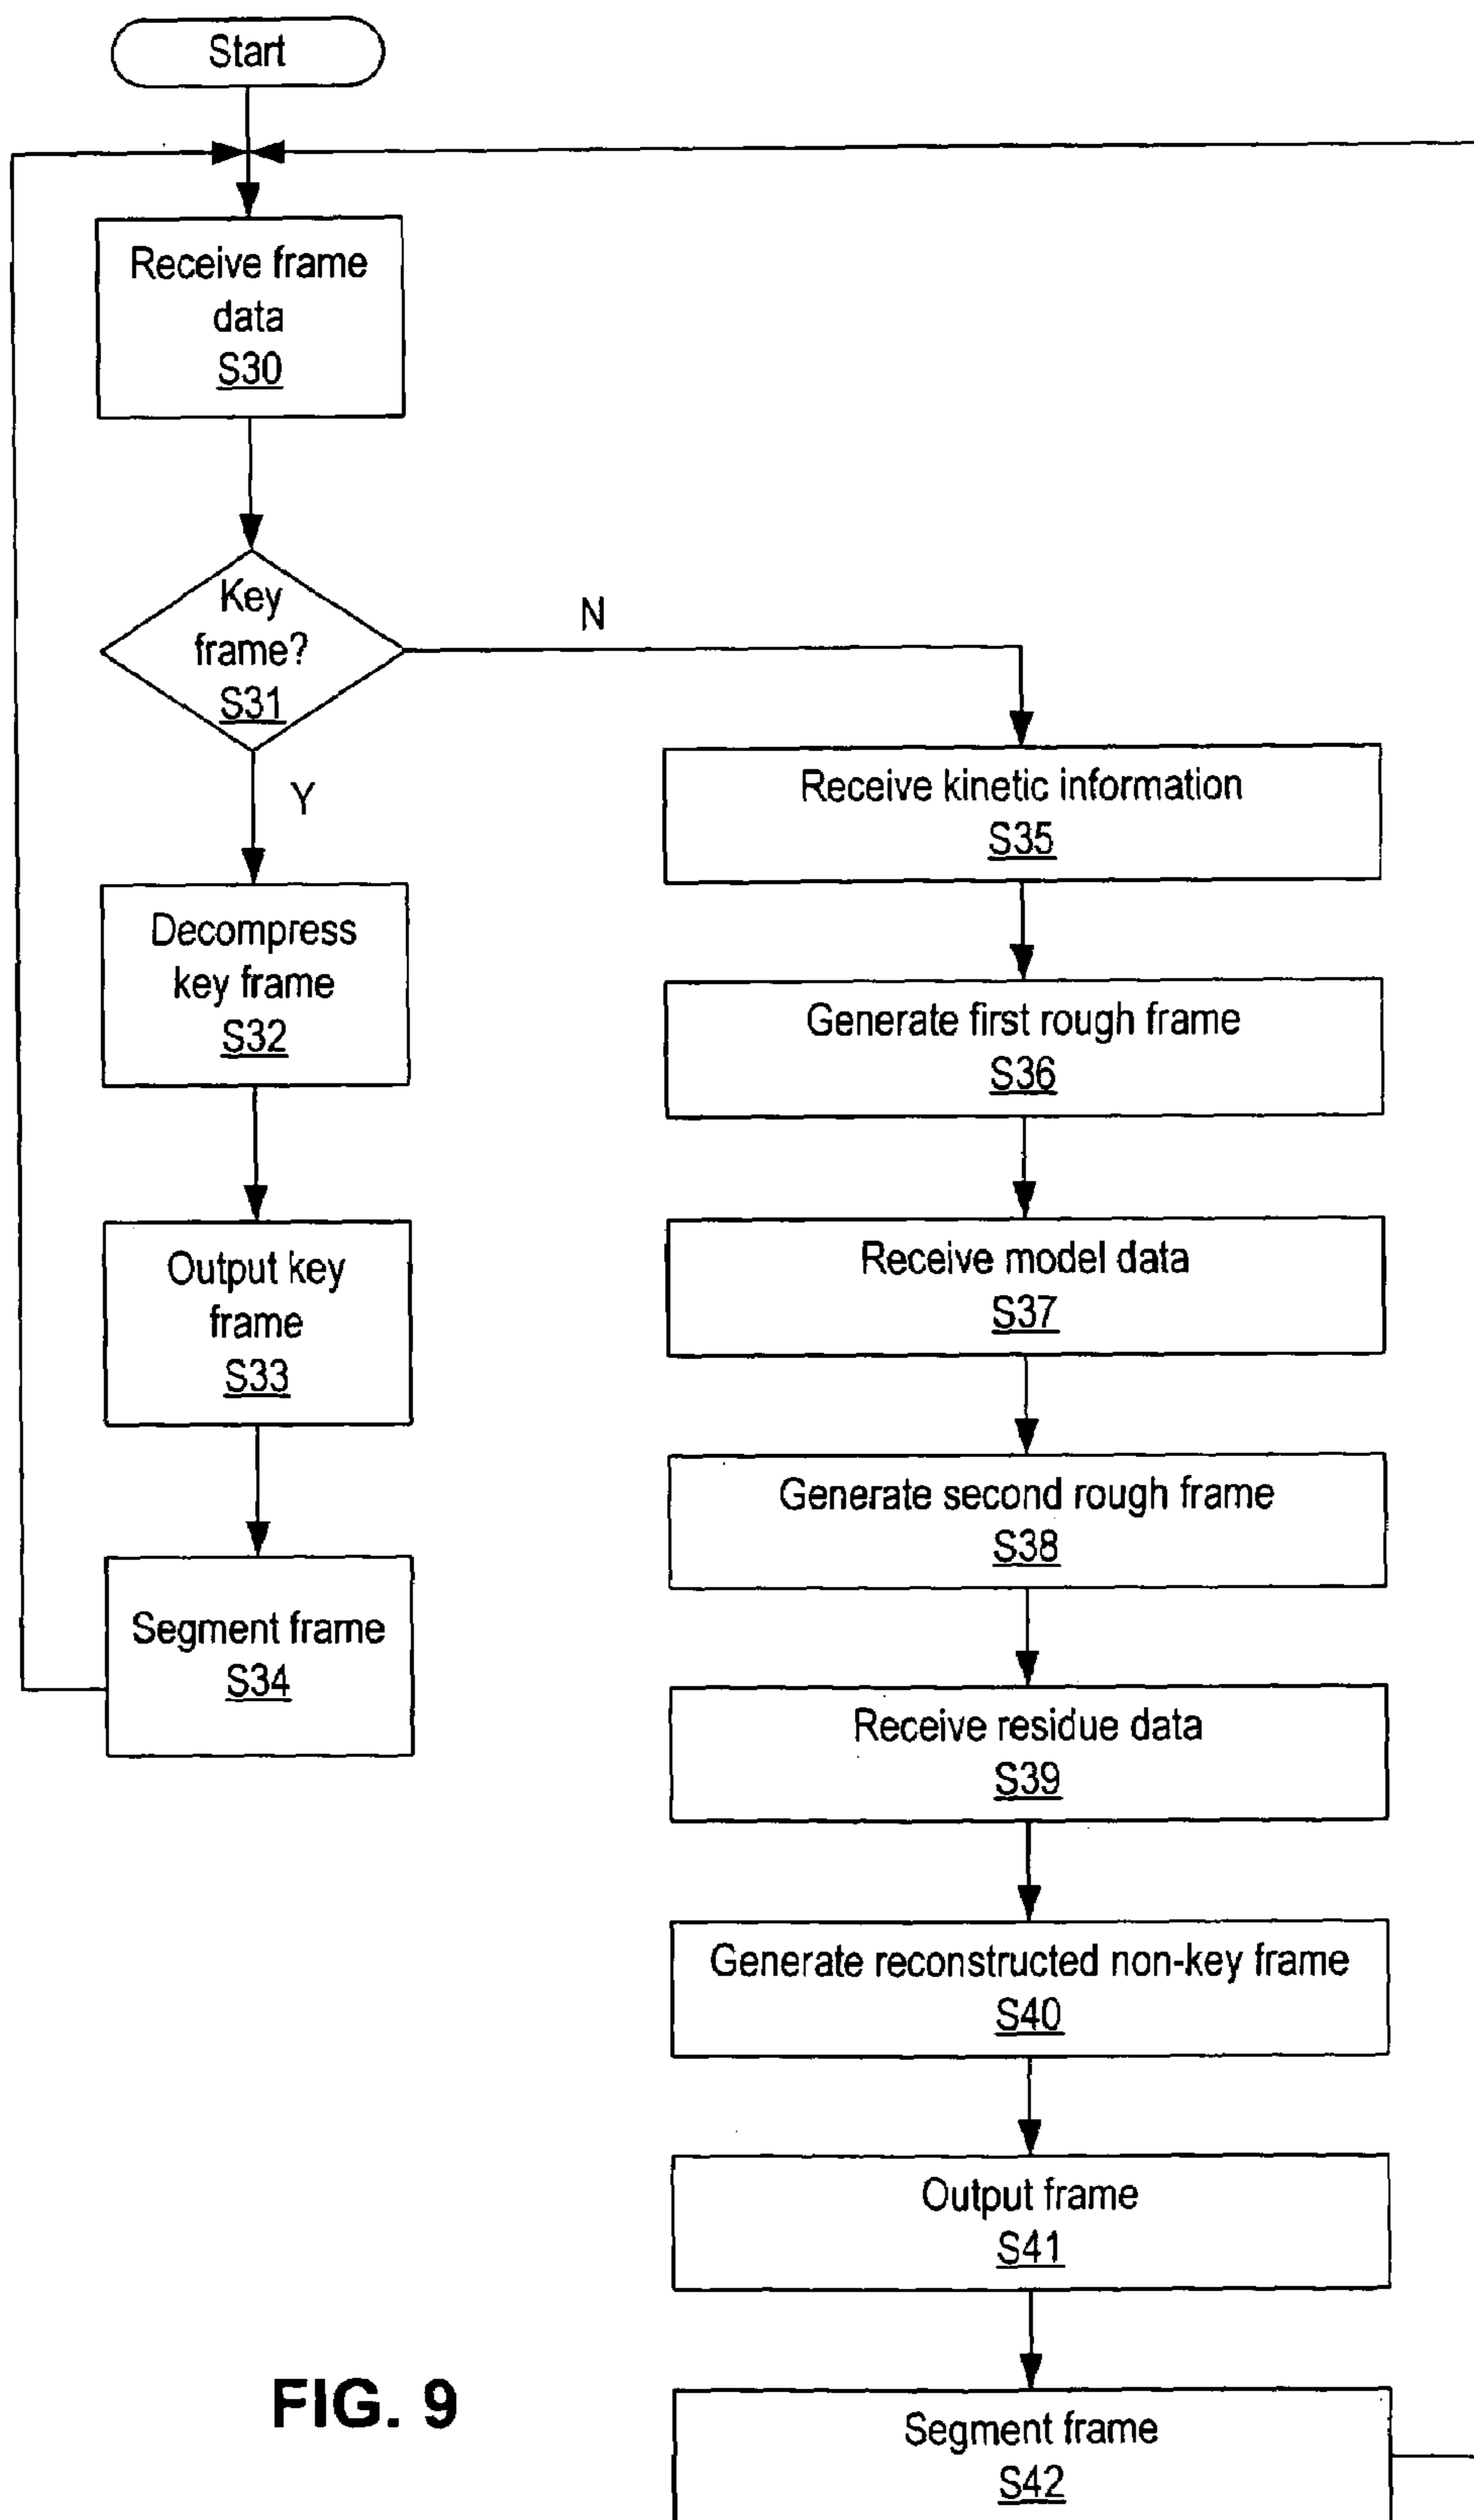 Start
Receive frame
data
S30
Key
frame?
S31
N
Y
Decompress
key frame
S32
Output key
frame
S33
Segment frame
S34
Receive kinetic information
S35
Generate first rough frame
S36
Receive model data
S37
Generate second rough frame
S38
Receive residue data
S39
Generate reconstructed non-key frame
S40
Output frame
S41
Segment frame
S42
FIG. 9